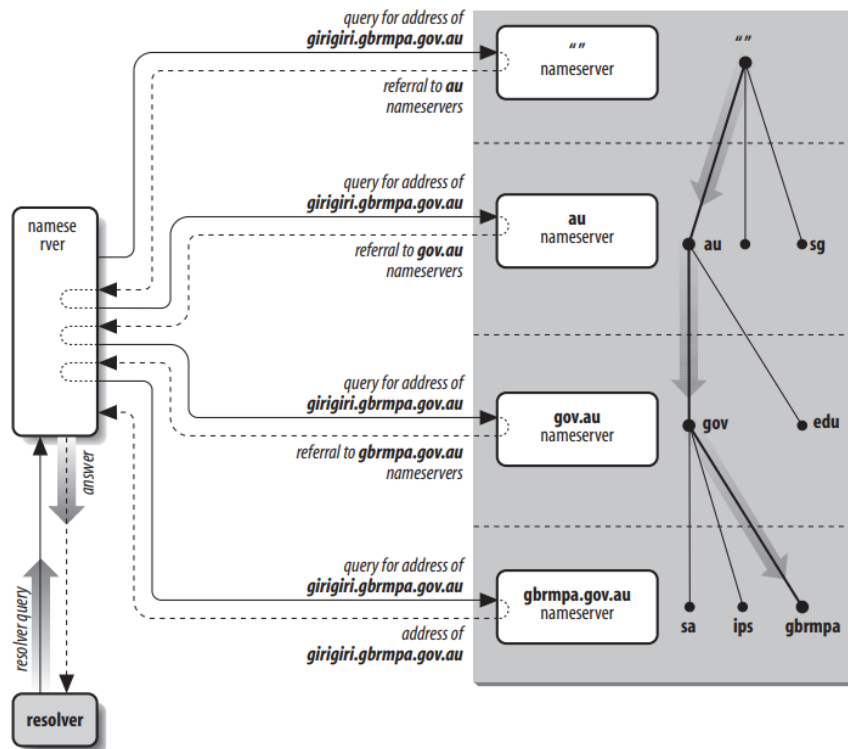 query for address of
girigiri.gbrmpa.gov.au
“ ”
nameserver
“ ”
referral to au
nameservers
query for address of
girigiri.gbrmpa.gov.au
au
nameserver
referral to gov.au
nameservers
au
sg
namese
rver
query for address of
girigiri.gbrmpa.gov.au
gov.au
nameserver
referral to gbrmpa.gov.au
nameservers
gov
edu
answer
query for address of
girigiri.gbrmpa.gov.au
gbrmpa.gov.au
nameserver
address of
girigiri.gbrmpa.gov.au
sa
ips
gbrmpa
resolver query
resolver